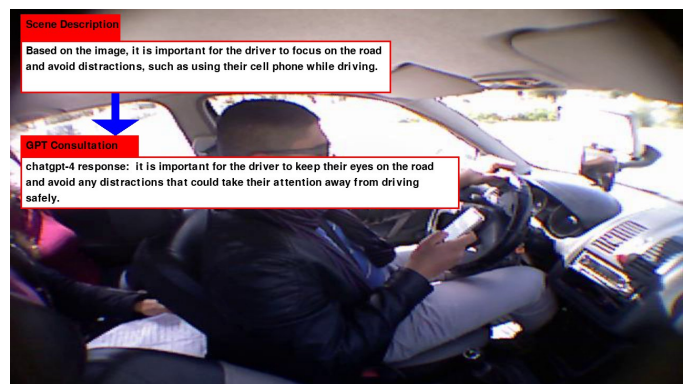 Scene Description
Based on the image, it is important for the driver to focus on the road
and avoid distractions, such as using their cell phone while driving.
GPT Consultation
chatgpt-4 response:  it is important for the driver to keep their eyes on the road
and avoid any distractions that could take their attention away from driving
safely.